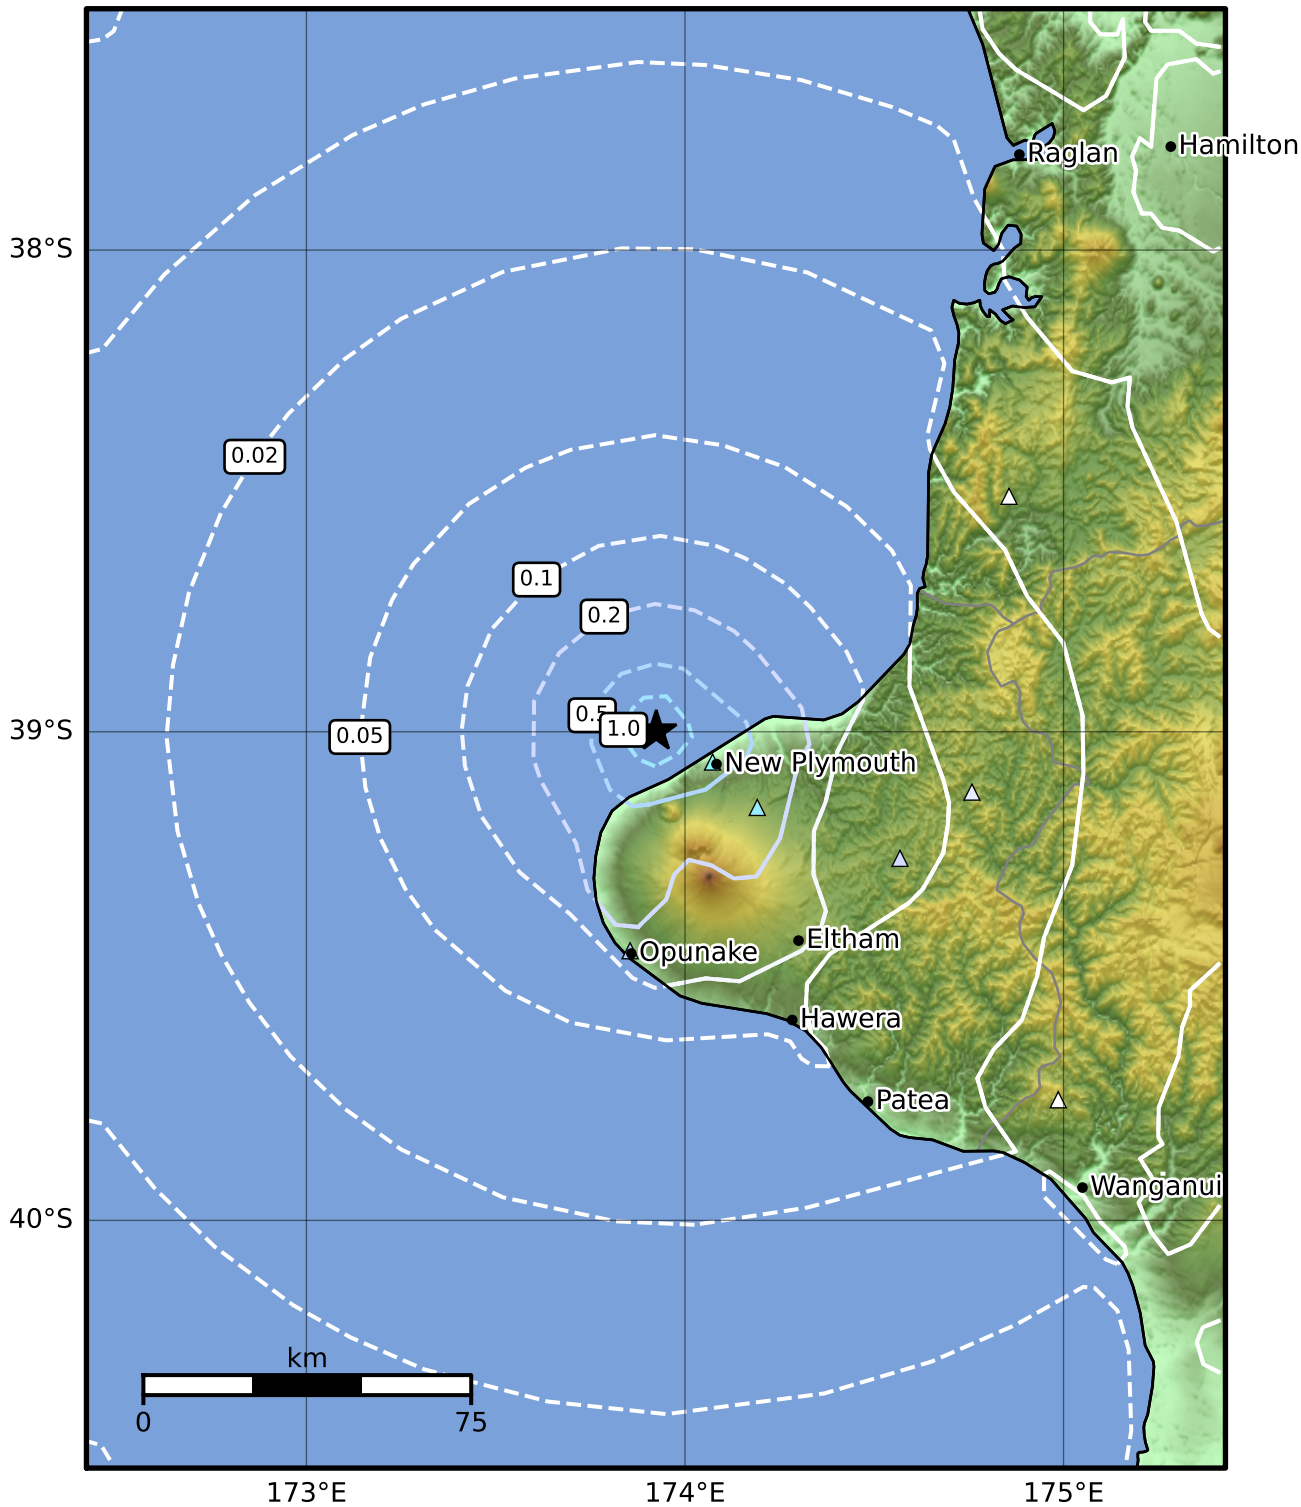 Raglan
Hamilton
38°S
0.02
0.1
0.2
0.5
1.0
39°S
0.05
New Plymouth
Eltham
Opunake
Hawera
Patea
Wanganui
40°S
km
0 75
173°E 174°E 175°E